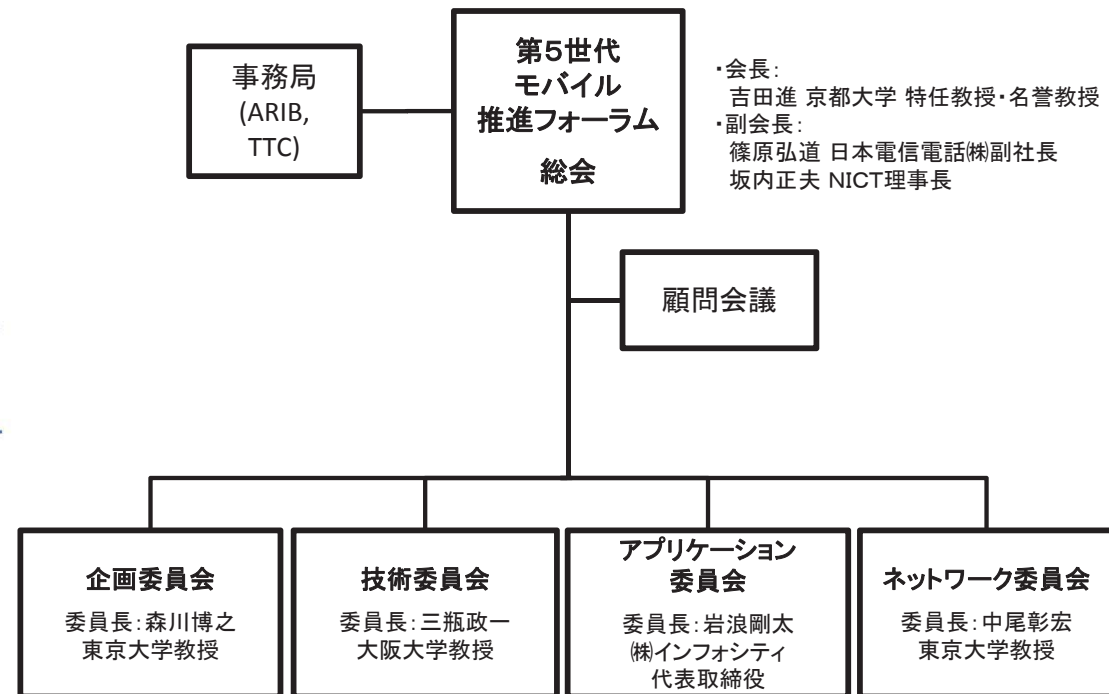 事務局
(ARIB,
TTC)
第5世代
モバイル
推進フォーラム
総会
・会長：
吉田進 京都大学 特任教授・名誉教授
・副会長：
篠原弘道 日本電信電話㈱副社長
坂内正夫 NICT理事長
顧問会議
企画委員会
委員長：森川博之
東京大学教授
技術委員会
委員長：三瓶政一
大阪大学教授
アプリケーション
委員会
委員長：岩浪剛太
㈱インフォシティ
代表取締役
ネットワーク委員会
委員長：中尾彰宏
東京大学教授